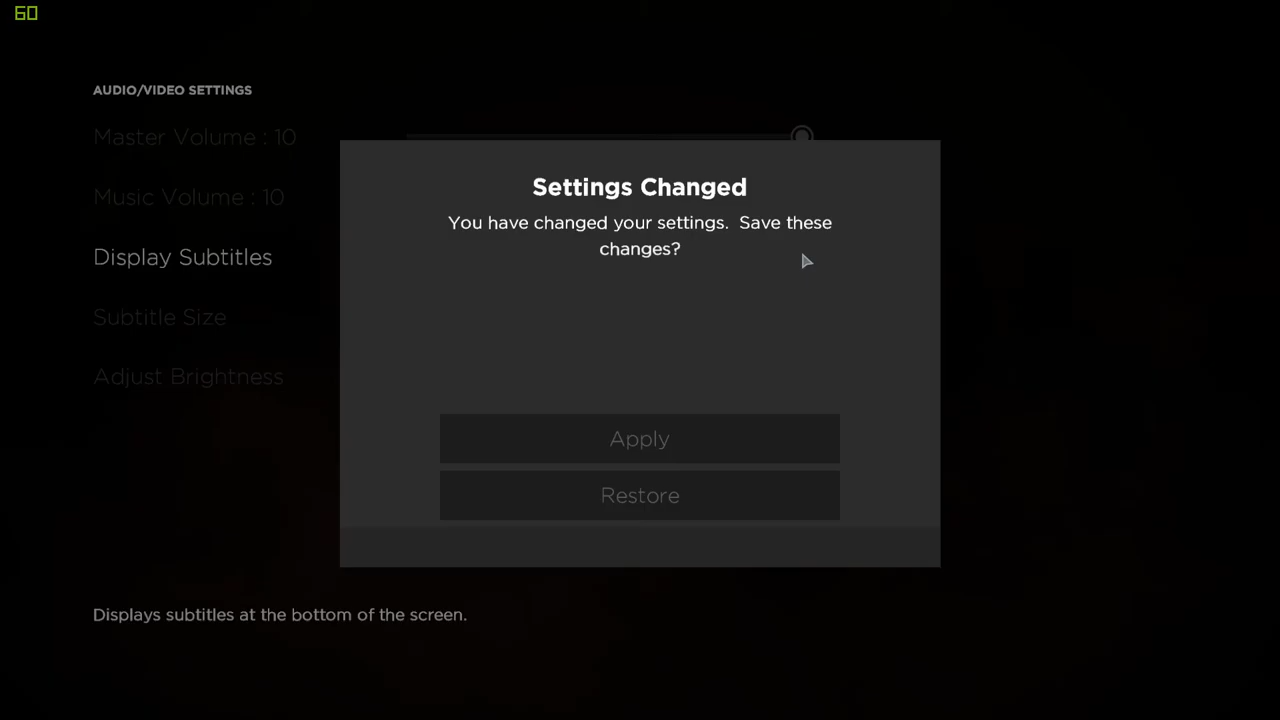 60
AUDIO/VIDEO SETTINGS
Master Volume : 10
Music Volume : 10
Display Subtitles
Subtitle Size
Adjust Brightness
Settings Changed
You have changed your settings.  Save these
changes?
Apply
Restore
Displays subtitles at the bottom of the screen.